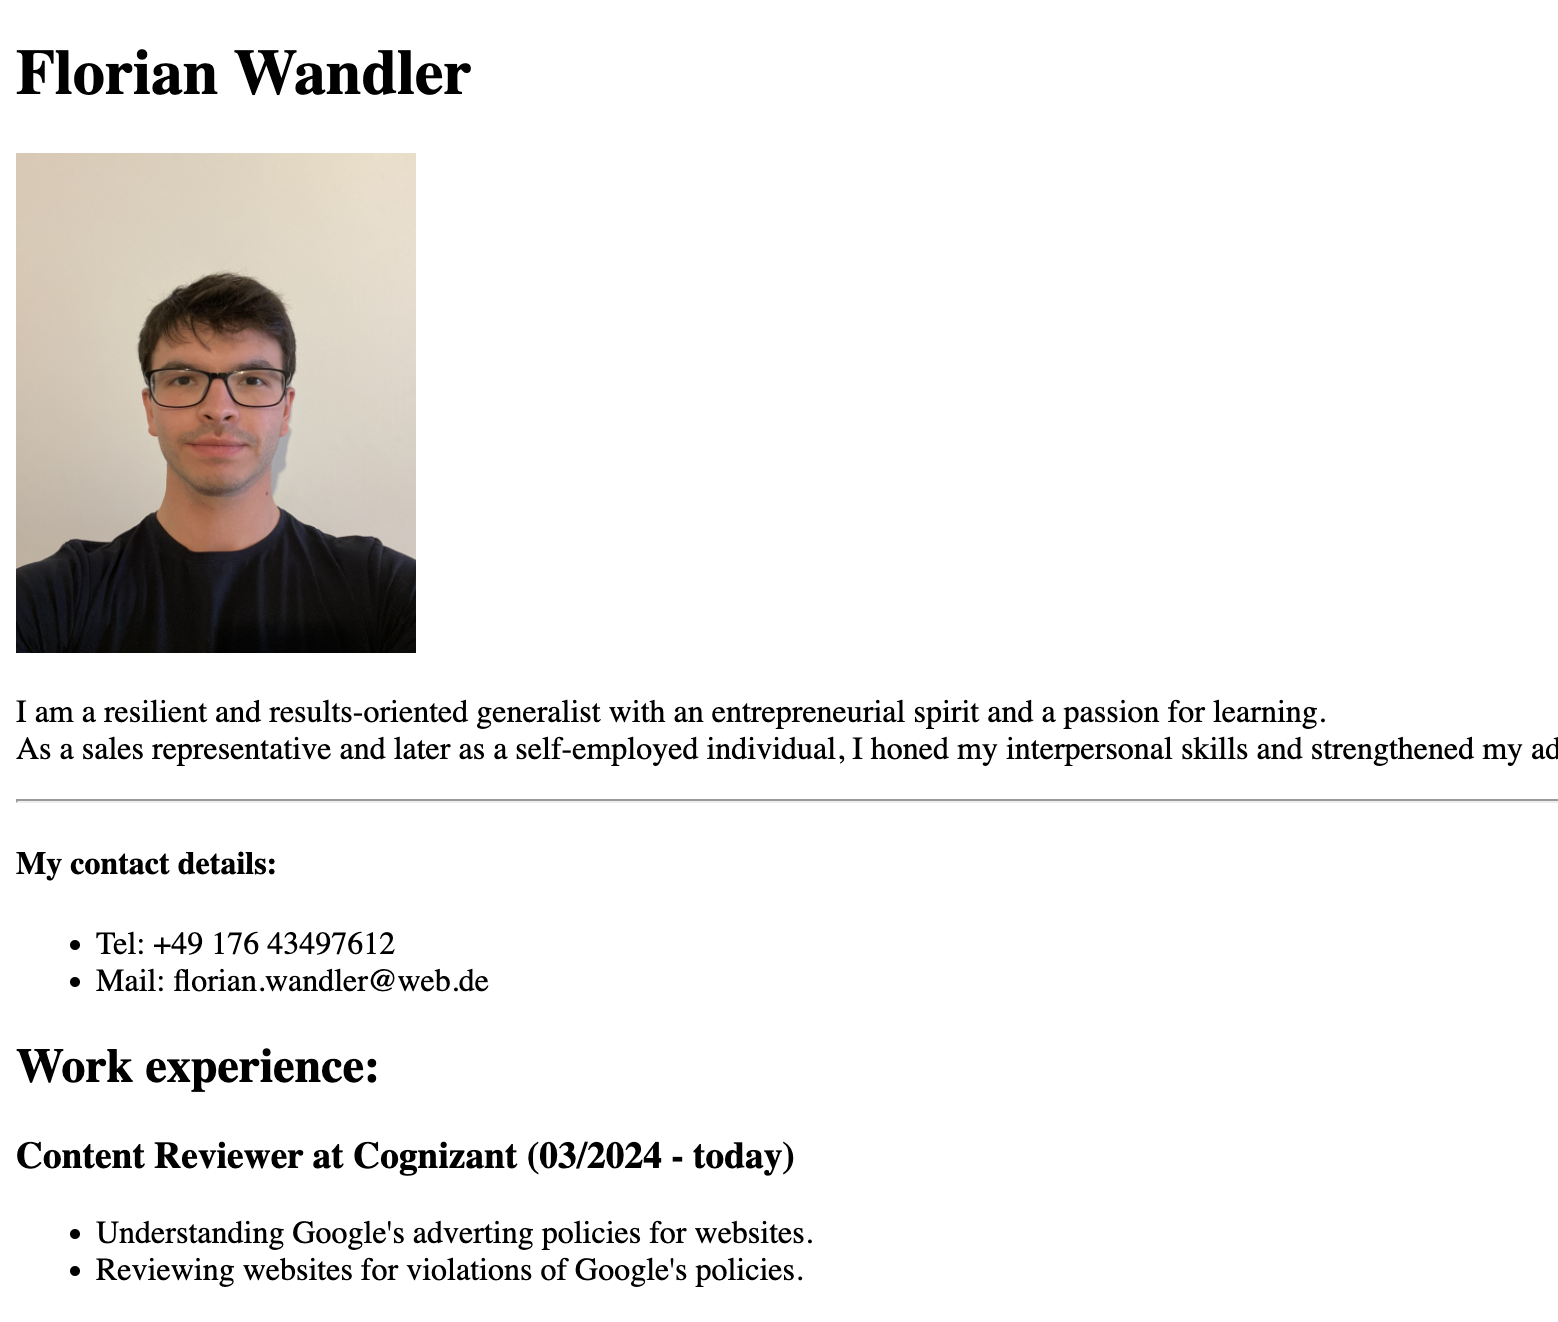 Florian Wandler
I am a resilient and results-oriented generalist with an entrepreneurial spirit and a passion for learning.
As a sales representative and later as a self-employed individual, I honed my interpersonal skills and strengthened my
My contact details:
Tel: +49 176 43497612
Mail: florian.wandler@web.de
Work experience:
Content Reviewer at Cognizant (03/2024 - today)
Understanding Google's adverting policies for websites.
Reviewing websites for violations of Google's policies.